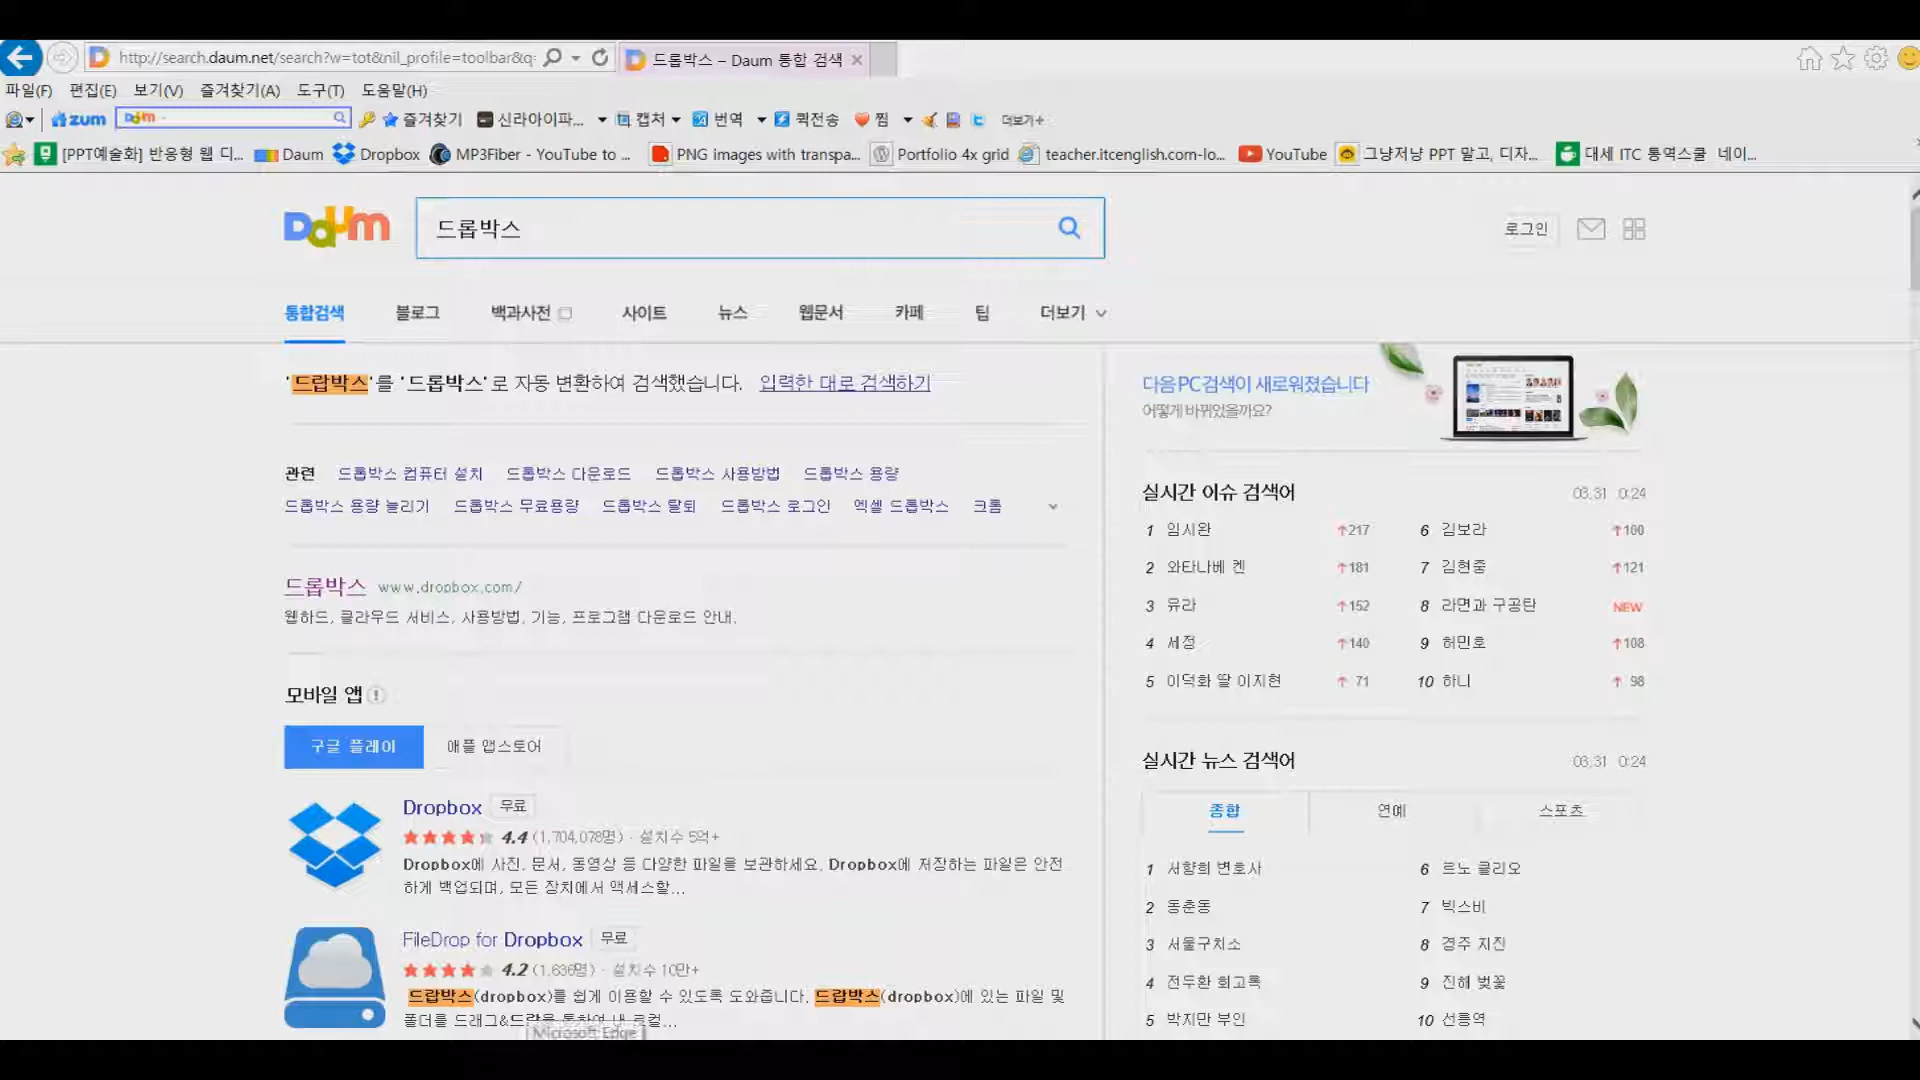 http://search.daum.net/search?w=tot&nil_profile=toolbar&q:
드롭박스 – Daum 통합 검색
파일(F) 편집(E) 보기(V) 즐겨찾기(A) 도구(T) 도움말(H)
zum Daum 즐겨찾기 신라아이파... 캡처 번역 퀵전송 찜 더보기+
[PPT예술화] 반응형 웹 디... Daum Dropbox MP3Fiber - YouTube to ... PNG images with transpa... Portfolio 4x grid teacher.itcenglish.com-lo... YouTube 그냥저냥 PPT 말고, 디자... 대세 ITC 통역스쿨 네이...
Daum 드롭박스 로그인
통합검색 블로그 백과사전 사이트 뉴스 웹문서 카페 팁 더보기
'드랍박스'를 '드롭박스'로 자동 변환하여 검색했습니다. 입력한 대로 검색하기
관련 드롭박스 컴퓨터 설치 드롭박스 다운로드 드롭박스 사용방법 드롭박스 용량
드롭박스 용량 늘리기 드롭박스 무료용량 드롭박스 탈퇴 드롭박스 로그인 엑셀 드롭박스 크롬
드롭박스 www.dropbox.com/
웹하드, 클라우드 서비스, 사용방법, 기능, 프로그램 다운로드 안내.
모바일 앱
구글 플레이 애플 앱스토어
Dropbox 무료
4.4 (1,704,078명) · 설치수 5억+
Dropbox에 사진, 문서, 동영상 등 다양한 파일을 보관하세요. Dropbox에 저장하는 파일은 안전
하게 백업되며, 모든 장치에서 액세스할...
FileDrop for Dropbox 무료
4.2 (1,636명) · 설치수 10만+
드랍박스(dropbox)를 쉽게 이용할 수 있도록 도와줍니다. 드랍박스(dropbox)에 있는 파일 및
폴더를 드래그&드랍을 통하여 내 로컬...
Microsoft Edge
다음PC검색이 새로워졌습니다
어떻게 바뀌었을까요?
실시간 이슈 검색어 03.31 0:24
1 임시완 217
2 와타나베 켄 181
3 유라 152
4 세정 140
5 이덕화 딸 이지현 71
6 김보라 100
7 김현중 121
8 라면과 구공탄 NEW
9 허민호 108
10 하니 98
실시간 뉴스 검색어 03.31 0:24
종합 연예 스포츠
1 서향희 변호사
2 동춘동
3 서울구치소
4 전두환 회고록
5 박지만 부인
6 르노 클리오
7 빅스비
8 경주 지진
9 진해 벚꽃
10 선릉역